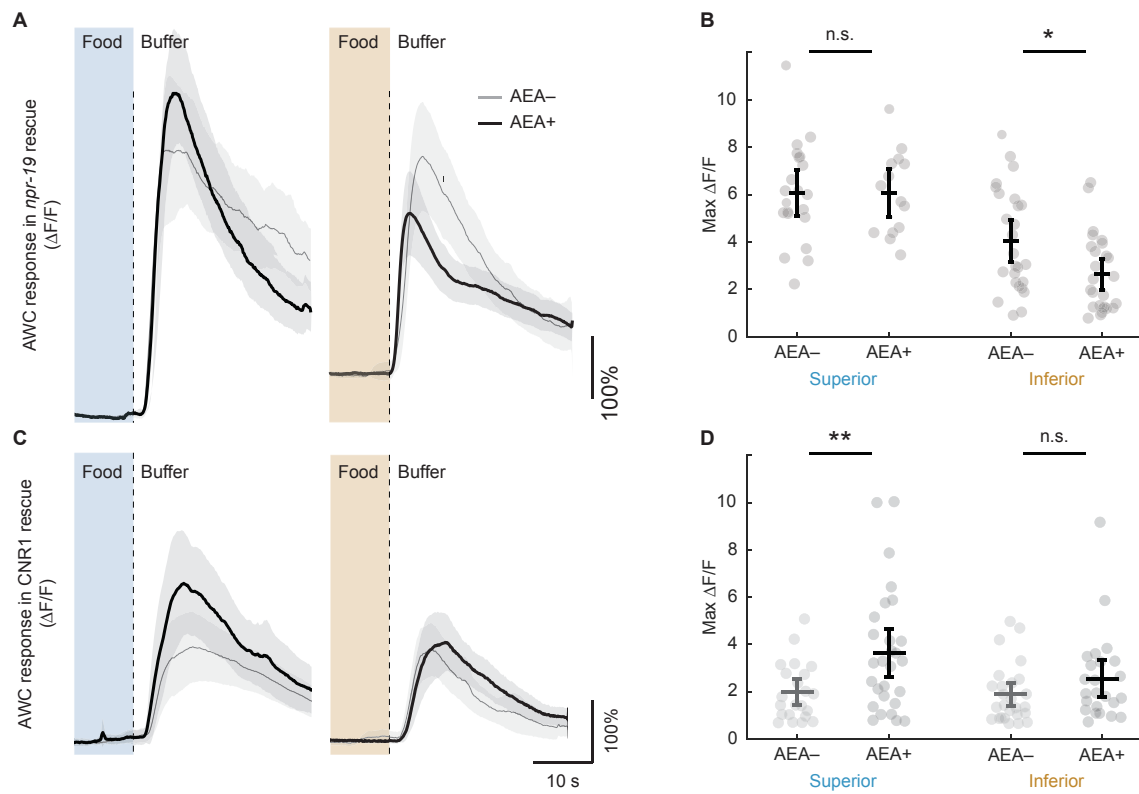 A
Food
Buffer
Food
Buffer
AEA–
AEA+
AWC response in npr-19 rescue
(ΔF/F)
100%
B
n.s.
*
Max ΔF/F
10
8
6
4
2
0
AEA–
AEA+
AEA–
AEA+
Superior
Inferior
C
Food
Buffer
Food
Buffer
AWC response in CNR1 rescue
(ΔF/F)
100%
10 s
D
**
n.s.
Max ΔF/F
10
8
6
4
2
0
AEA–
AEA+
AEA–
AEA+
Superior
Inferior